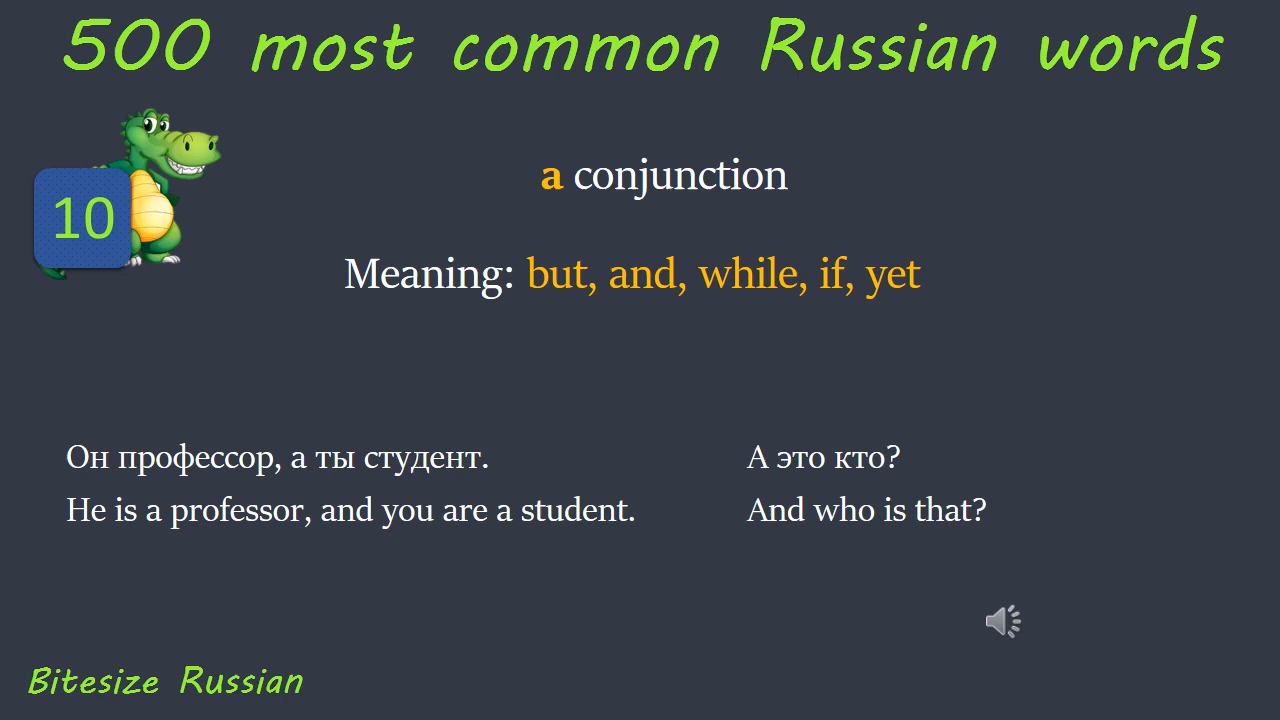 500 most common Russian words
10
а conjunction
Meaning: but, and, while, if, yet
Он профессор, а ты студент.
He is a professor, and you are a student.
А это кто?
And who is that?
Bitesize Russian